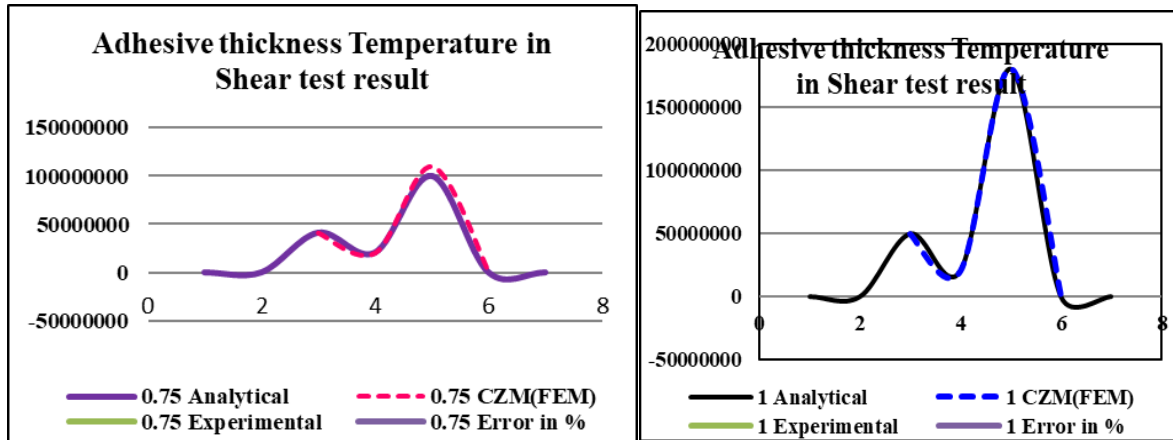 Adhesive thickness Temperature in
Shear test result
150000000
100000000
50000000
0
-50000000
0 2 4 6 8
0.75 Analytical 0.75 CZM(FEM)
0.75 Experimental 0.75 Error in %
Adhesive thickness Temperature
in Shear test result
200000000
150000000
100000000
50000000
0
-50000000
0 2 4 6 8
1 Analytical 1 CZM(FEM)
1 Experimental 1 Error in %